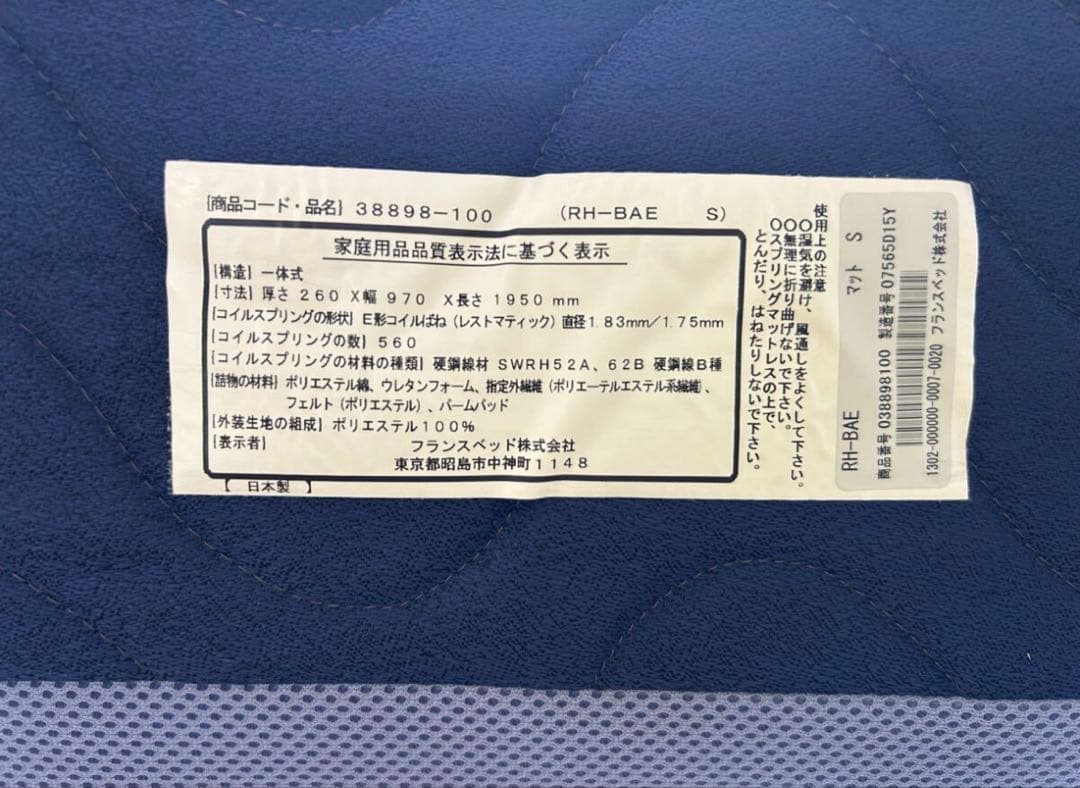 [商品コード・品名] 38898-100 (RH-BAE S)
家庭用品品質表示法に基づく表示
[構造] 一体式
[寸法] 厚さ 260 X幅 970 X長さ 1950 mm
[コイルスプリングの形状] E形コイルばね(レストマティック) 直径1.83mm/1.75mm
[コイルスプリングの数] 560
[コイルスプリングの材料の種類] 硬鋼線材 SWRH52A、62B 硬鋼線B種
[詰物の材料] ポリエステル綿、ウレタンフォーム、指定外繊維(ポリエーテルエステル系繊維)、
フェルト(ポリエステル)、パームパッド
[外装生地の組成] ポリエステル100%
[表示者] フランスベッド株式会社
東京都昭島市中神町1148
【 日本製 】
使用上の注意
○湿気を避け、風通しをよくして下さい。
○無理に折り曲げないで下さい。
○スプリングマットレスの上で、
とんだり、はねたりしないで下さい。
RH-BAE マット S
商品番号 038898100 製造番号 07565D15Y
1302-000000-0007-0020 フランスベッド株式会社